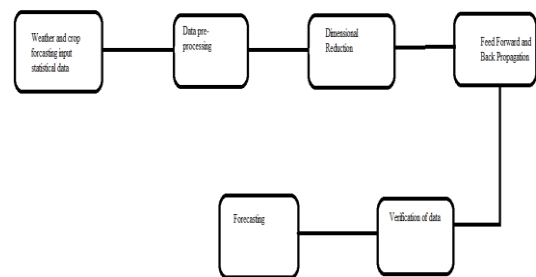 Weather and crop
forcasting input
statistical data
Data pre-
processing
Dimensional
Reduction
Feed Forward and
Back Propagation
Verification of data
Forecasting